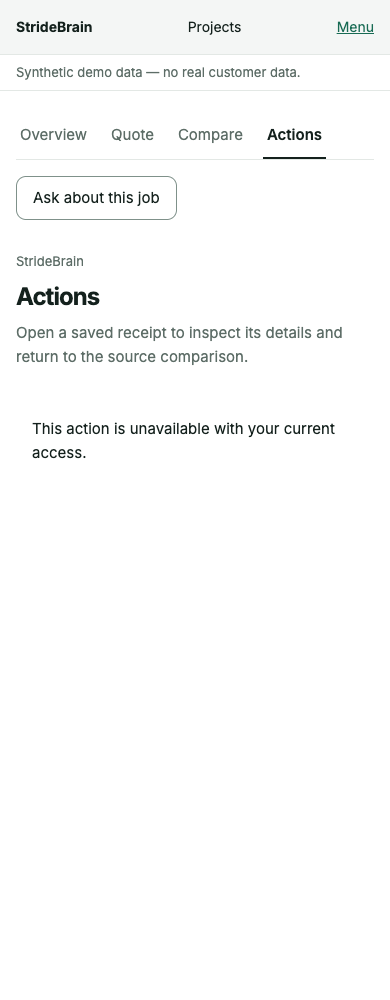 StrideBrain Projects Menu
Synthetic demo data — no real customer data.
Overview Quote Compare Actions
Ask about this job
StrideBrain
Actions
Open a saved receipt to inspect its details and
return to the source comparison.
This action is unavailable with your current
access.